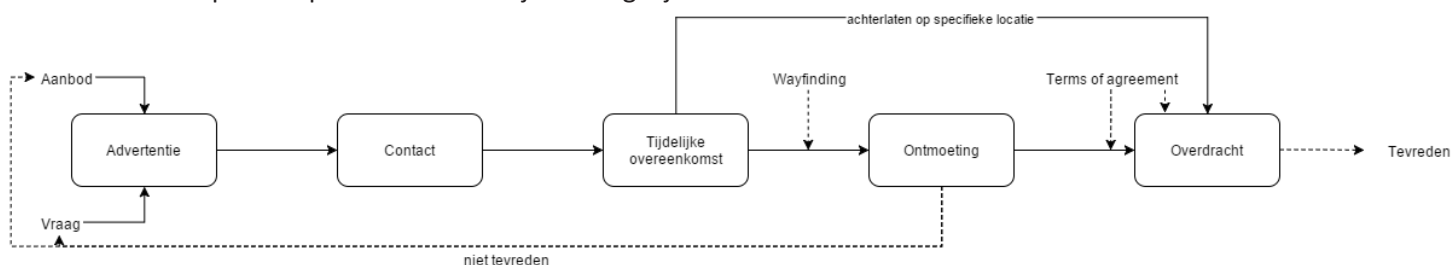 achterlaten op specifieke locatie
Aanbod
Wayfinding
Terms of agreement
Advertentie
Contact
Tijdelijke
overeenkomst
Ontmoeting
Overdracht
Tevreden
Vraag
niet tevreden